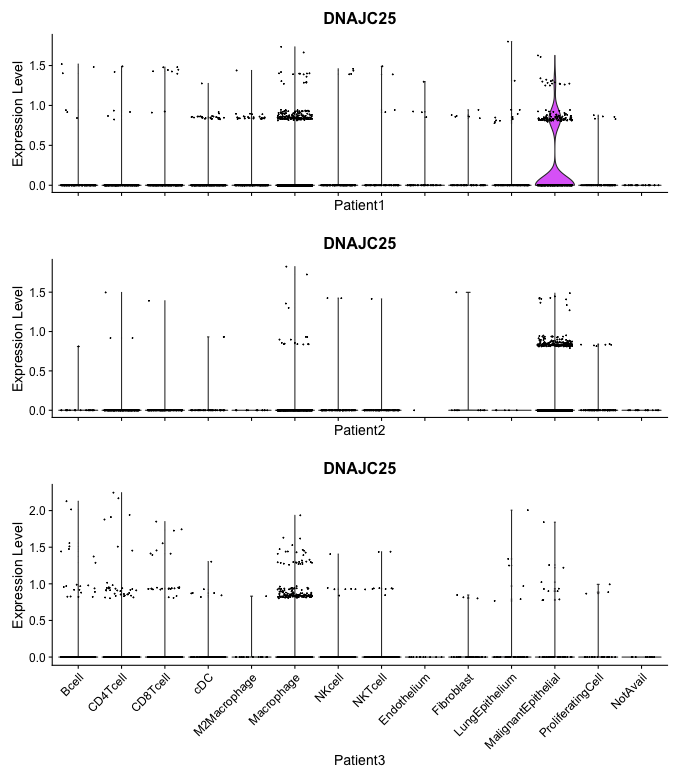 DNAJC25
Expression Level
1.5
1.0
0.5
0.0
Patient1
DNAJC25
Expression Level
1.5
1.0
0.5
0.0
Patient2
DNAJC25
Expression Level
2.0
1.5
1.0
0.5
0.0
Bcell
CD4Tcell
CD8Tcell
cDC
M2Macrophage
Macrophage
NKcell
NKTcell
Endothelium
Fibroblast
LungEpithelium
MalignantEpithelial
ProliferatingCell
NotAvail
Patient3